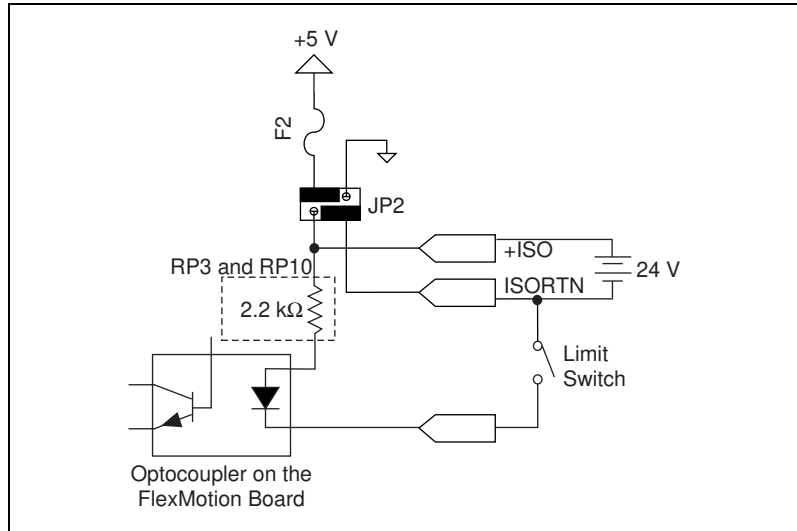 +5 V
F2
JP2
+ISO
RP3 and RP10
24 V
ISORTN
2.2 kΩ
Limit
Switch
Optocoupler on the
FlexMotion Board